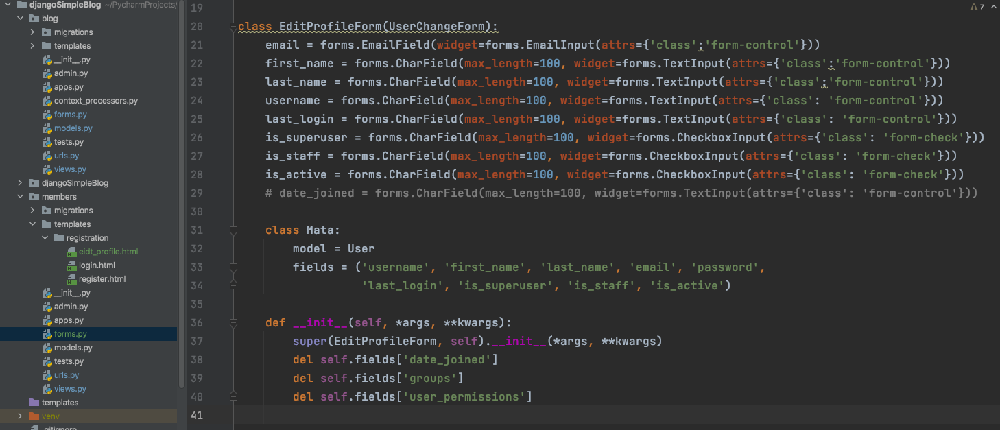 djangoSimpleBlog ~/PycharmProjects/
blog
migrations
templates
__init__.py
admin.py
apps.py
context_processors.py
forms.py
models.py
tests.py
urls.py
views.py
djangoSimpleBlog
members
migrations
templates
registration
eidt_profile.html
login.html
register.html
__init__.py
admin.py
apps.py
forms.py
models.py
tests.py
urls.py
views.py
templates
venv
.gitignore
7
19
20 class EditProfileForm(UserChangeForm):
21 email = forms.EmailField(widget=forms.EmailInput(attrs={'class':'form-control'}))
22 first_name = forms.CharField(max_length=100, widget=forms.TextInput(attrs={'class':'form-control'}))
23 last_name = forms.CharField(max_length=100, widget=forms.TextInput(attrs={'class':'form-control'}))
24 username = forms.CharField(max_length=100, widget=forms.TextInput(attrs={'class': 'form-control'}))
25 last_login = forms.CharField(max_length=100, widget=forms.TextInput(attrs={'class': 'form-control'}))
26 is_superuser = forms.CharField(max_length=100, widget=forms.CheckboxInput(attrs={'class': 'form-check'}))
27 is_staff = forms.CharField(max_length=100, widget=forms.CheckboxInput(attrs={'class': 'form-check'}))
28 is_active = forms.CharField(max_length=100, widget=forms.CheckboxInput(attrs={'class': 'form-check'}))
29 # date_joined = forms.CharField(max_length=100, widget=forms.TextInput(attrs={'class': 'form-control'}))
30
31 class Mata:
32 model = User
33 fields = ('username', 'first_name', 'last_name', 'email', 'password',
34 'last_login', 'is_superuser', 'is_staff', 'is_active')
35
36 def __init__(self, *args, **kwargs):
37 super(EditProfileForm, self).__init__(*args, **kwargs)
38 del self.fields['date_joined']
39 del self.fields['groups']
40 del self.fields['user_permissions']
41